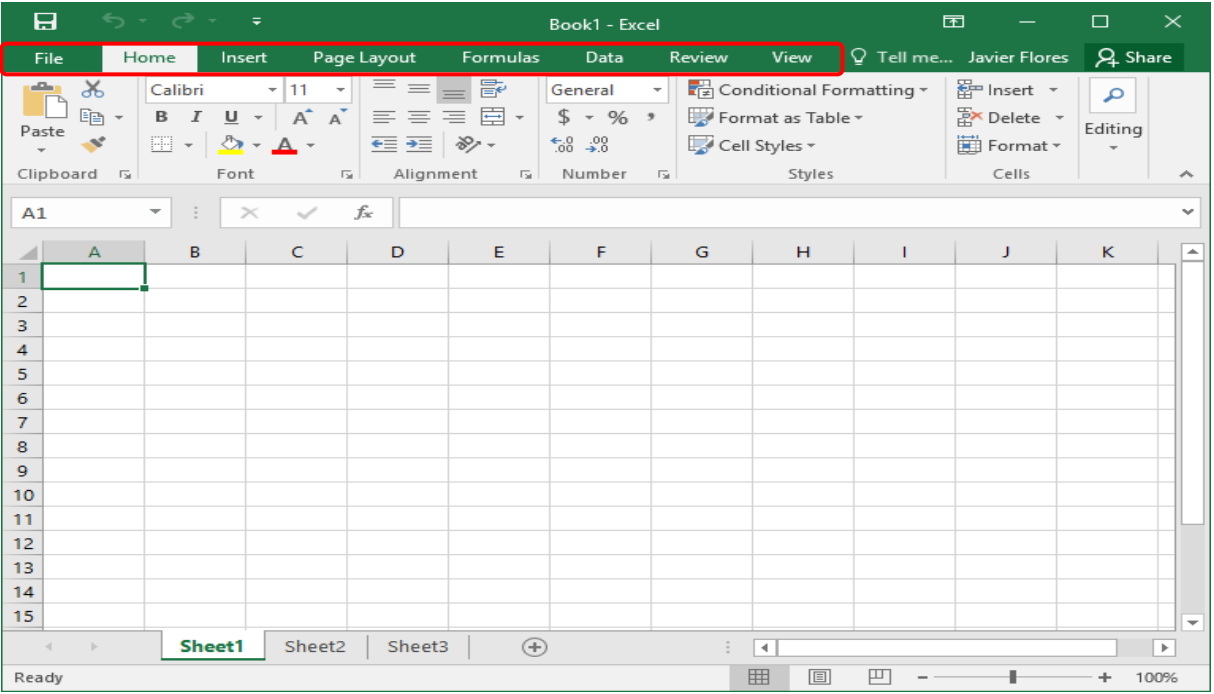 Book1 - Excel
File Home Insert Page Layout Formulas Data Review View Tell me... Javier Flores Share
Calibri 11 General Conditional Formatting Insert
Paste B I U A A $ % , Format as Table Delete Editing
A .0 .00 .00 .0 Cell Styles Format
Clipboard Font Alignment Number Styles Cells
A1 fx
A B C D E F G H I J K
1
2
3
4
5
6
7
8
9
10
11
12
13
14
15
Sheet1 Sheet2 Sheet3
Ready 100%